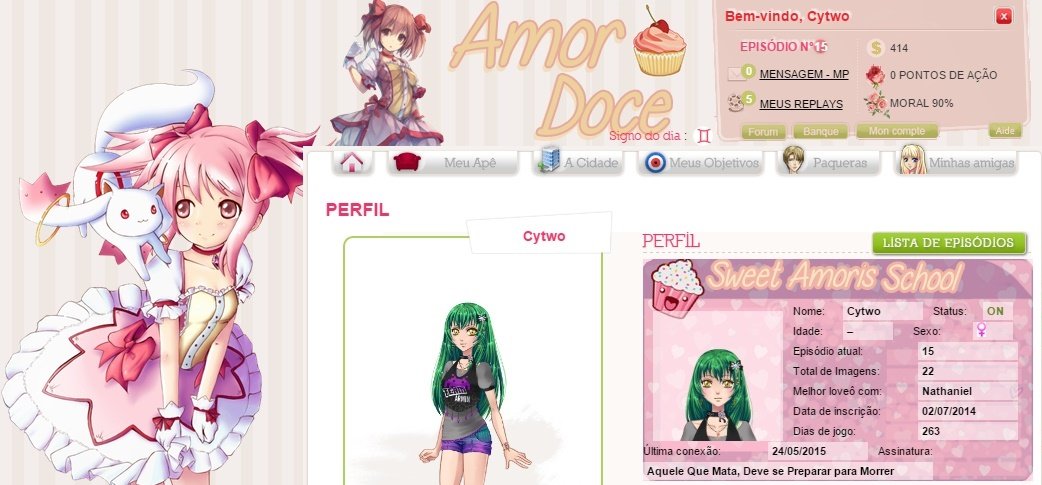 Amor
Doce
Signo do dia : ♊
Bem-vindo, Cytwo
EPISÓDIO N°15
414
0
MENSAGEM - MP
0 PONTOS DE AÇÃO
5
MEUS REPLAYS
MORAL 90%
Forum
Banque
Mon compte
Aide
Meu Apê
A Cidade
Meus Objetivos
Paqueras
Minhas amigas
PERFIL
Cytwo
PERFIL
LISTA DE EPISÓDIOS
Sweet Amoris School
Nome: Cytwo Status: ON
Idade: – Sexo: ♀
Episódio atual: 15
Total de Imagens: 22
Melhor loveô com: Nathaniel
Data de inscrição: 02/07/2014
Dias de jogo: 263
Última conexão: 24/05/2015 Assinatura:
Aquele Que Mata, Deve se Preparar para Morrer